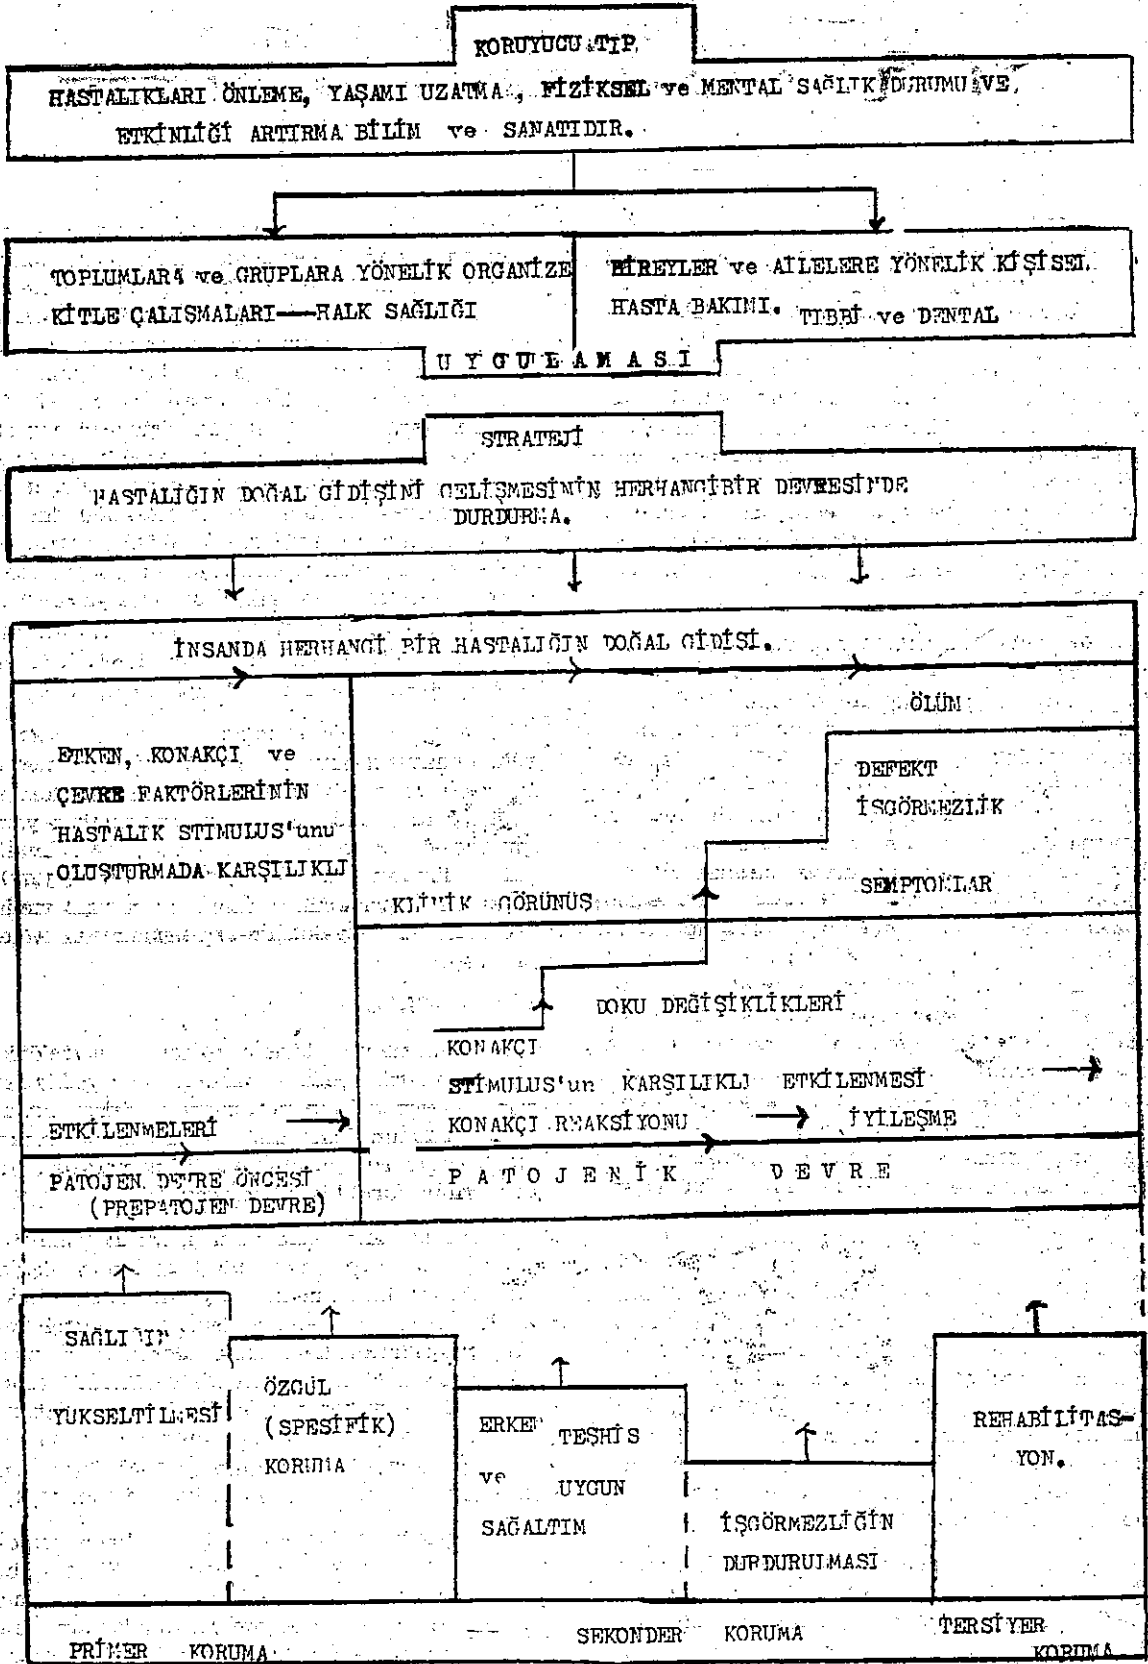 KORUYUCU TIP.
HASTALIKLARI ÖNLEME, YAŞAMI UZATMA, FİZİKSEL ve MENTAL SAĞLIK DURUMU VE
ETKİNLİĞİ ARTIRMA BİLİM ve SANATIDIR.
TOPLUMLARA ve GRUPLARA YÖNELİK ORGANİZE
KİTLE ÇALIŞMALARI—HALK SAĞLIĞI
BİREYLER ve AİLELERE YÖNELİK KİŞİSEL
HASTA BAKIMI. TIBBİ ve DENTAL
UYGULAMASI
STRATEJİ
HASTALIĞIN DOĞAL GİDİŞİNİ GELİŞMESİNİN HERHANGİBİR DEVRESİNDE
DURDURMA.
İNSANDA HERHANGİ BİR HASTALIĞIN DOĞAL GİDİŞİ.
ETKEN, KONAKÇI ve
ÇEVRE FAKTÖRLERİNİN
HASTALIK STİMULUS'unu
OLUŞTURMADA KARŞILIKLI
ETKİLENMELERİ
PATOJEN DEVRE ÖNCESİ
(PREPATOJEN DEVRE)
ÖLÜM
DEFEKT
İŞGÖRMEZLİK
SEMPTOMLAR
KLİNİK GÖRÜNÜŞ
DOKU DEĞİŞİKLİKLERİ
KONAKÇI
STİMULUS'un KARŞILIKLI ETKİLENMESİ
KONAKÇI REAKSİYONU İYİLEŞME
PATOJENİK DEVRE
SAĞLIĞIN
YÜKSELTİLMESİ
ÖZGÜL
(SPESİFİK)
KORUMA
ERKEN TEŞHİS
ve UYGUN
SAĞALTIM
İŞGÖRMEZLİĞİN
DURDURULMASI
REHABİLİTAS-
YON.
PRİMER KORUMA
SEKONDER KORUMA
TERSİYER
KORUMA